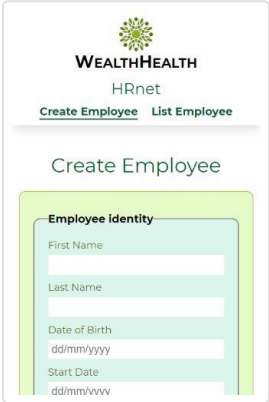 WEALTHHEALTH
HRnet
Create Employee List Employee
Create Employee
Employee identity
First Name
Last Name
Date of Birth
dd/mm/yyyy
Start Date
dd/mm/yyyy